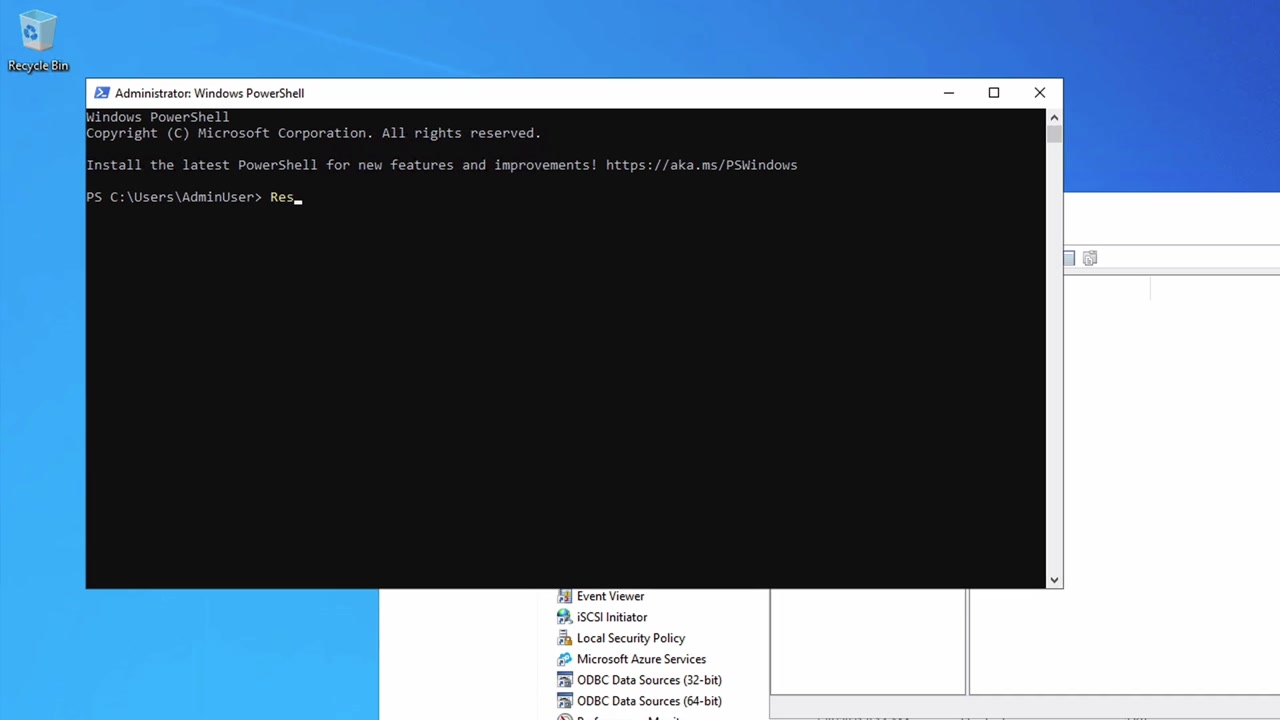 Recycle Bin
Administrator: Windows PowerShell
Windows PowerShell
Copyright (C) Microsoft Corporation. All rights reserved.
Install the latest PowerShell for new features and improvements! https://aka.ms/PSWindows
PS C:\Users\AdminUser> Res
Event Viewer
iSCSI Initiator
Local Security Policy
Microsoft Azure Services
ODBC Data Sources (32-bit)
ODBC Data Sources (64-bit)